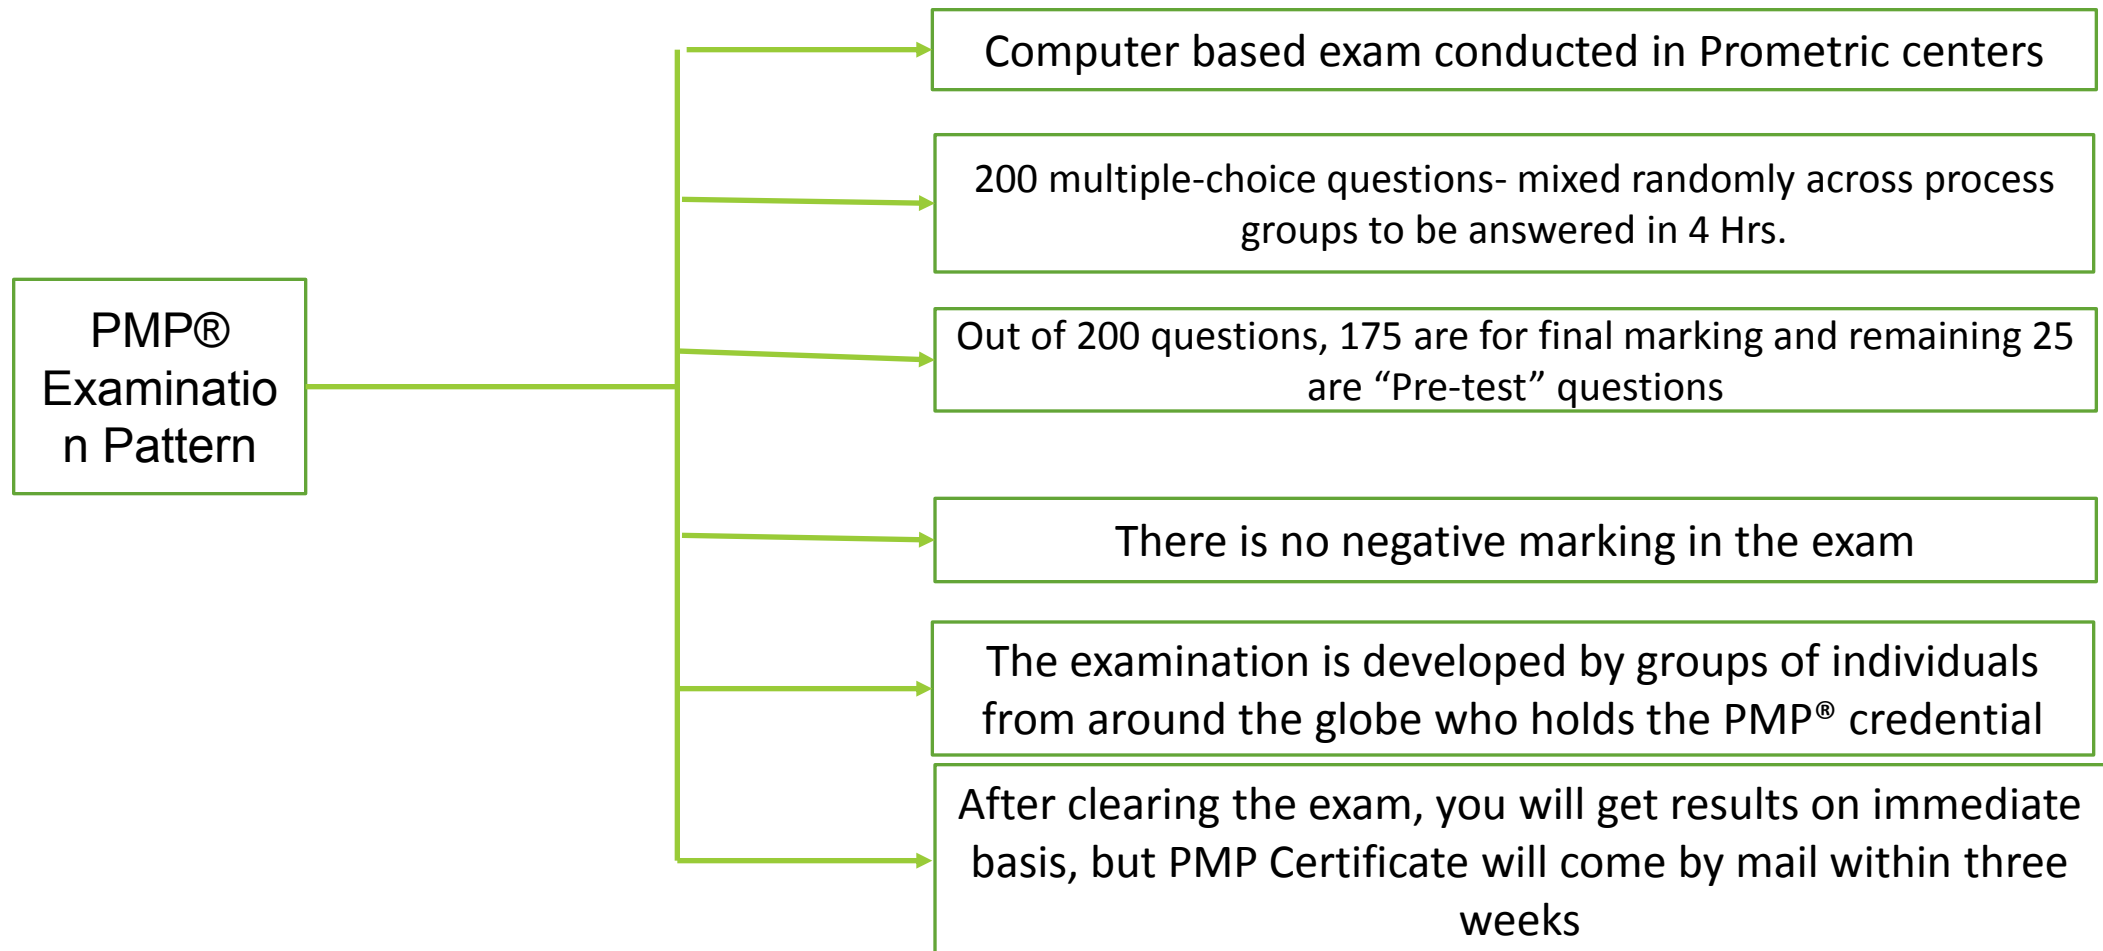 Computer based exam conducted in Prometric centers
200 multiple-choice questions- mixed randomly across process
groups to be answered in 4 Hrs.
PMP®
Examinatio
n Pattern
Out of 200 questions, 175 are for final marking and remaining 25
are “Pre-test” questions
There is no negative marking in the exam
The examination is developed by groups of individuals
from around the globe who holds the PMP® credential
After clearing the exam, you will get results on immediate
basis, but PMP Certificate will come by mail within three
weeks